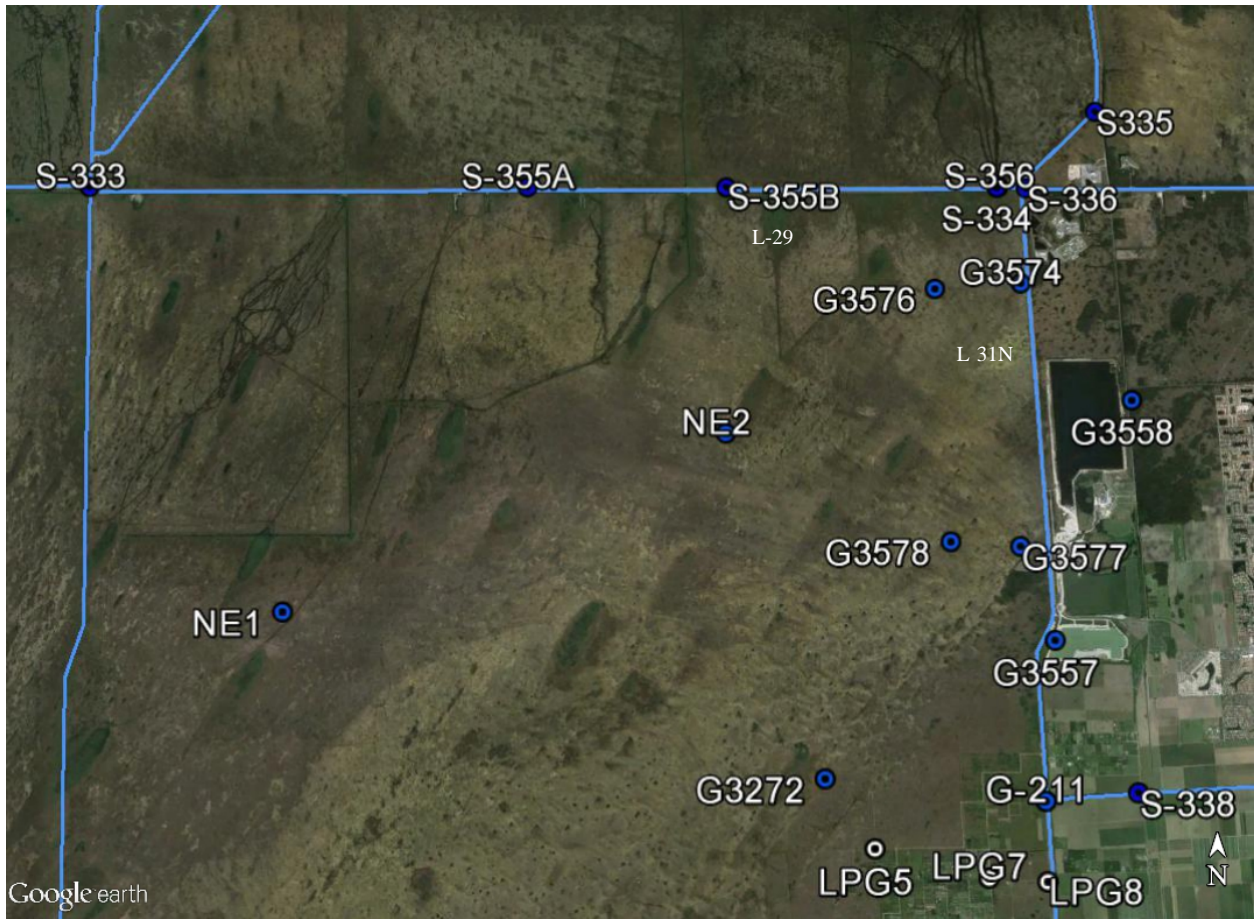 S335
S-333
S-355A
S-356
S-355B
S-336
S-334
L-29
G3574
G3576
L 31N
G3558
NE2
G3578
G3577
NE1
G3557
G3272
G-211
S-338
LPG5
LPG7
LPG8
N
Google earth